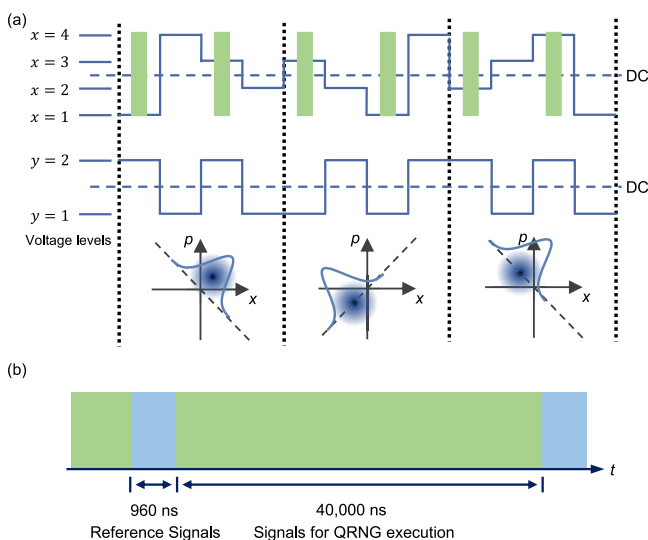 (a)
x = 4
x = 3
DC
x = 2
x = 1
y = 2
DC
y = 1
Voltage levels
p
x
p
x
p
x
(b)
t
960 ns
40,000 ns
Reference Signals
Signals for QRNG execution